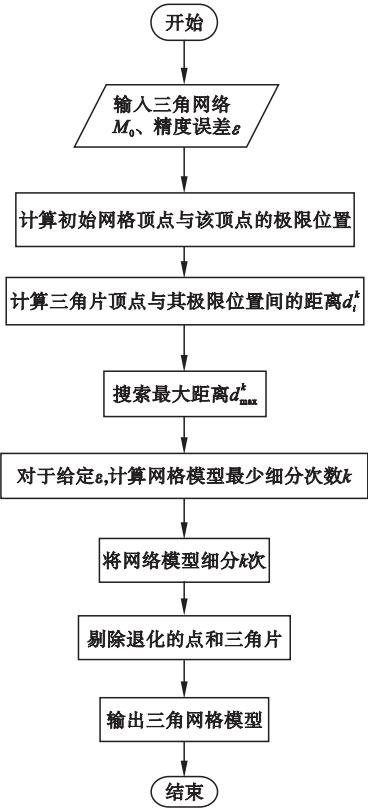 开始
输入三角网络
M₀、精度误差ε
计算初始网格顶点与该顶点的极限位置
计算三角片顶点与其极限位置间的距离dᵢᵏ
搜索最大距离dₘₐₓᵏ
对于给定ε,计算网格模型最少细分次数k
将网络模型细分k次
剔除退化的点和三角片
输出三角网格模型
结束